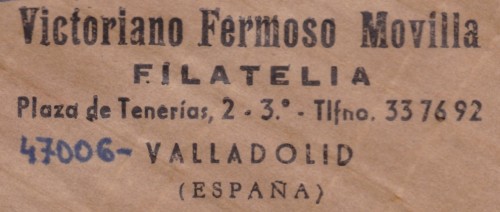 Victoriano Fermoso Movilla
FILATELIA
Plaza de Tenerías, 2 - 3.° - Tlfno. 33 76 92
47006- VALLADOLID
(ESPAÑA)